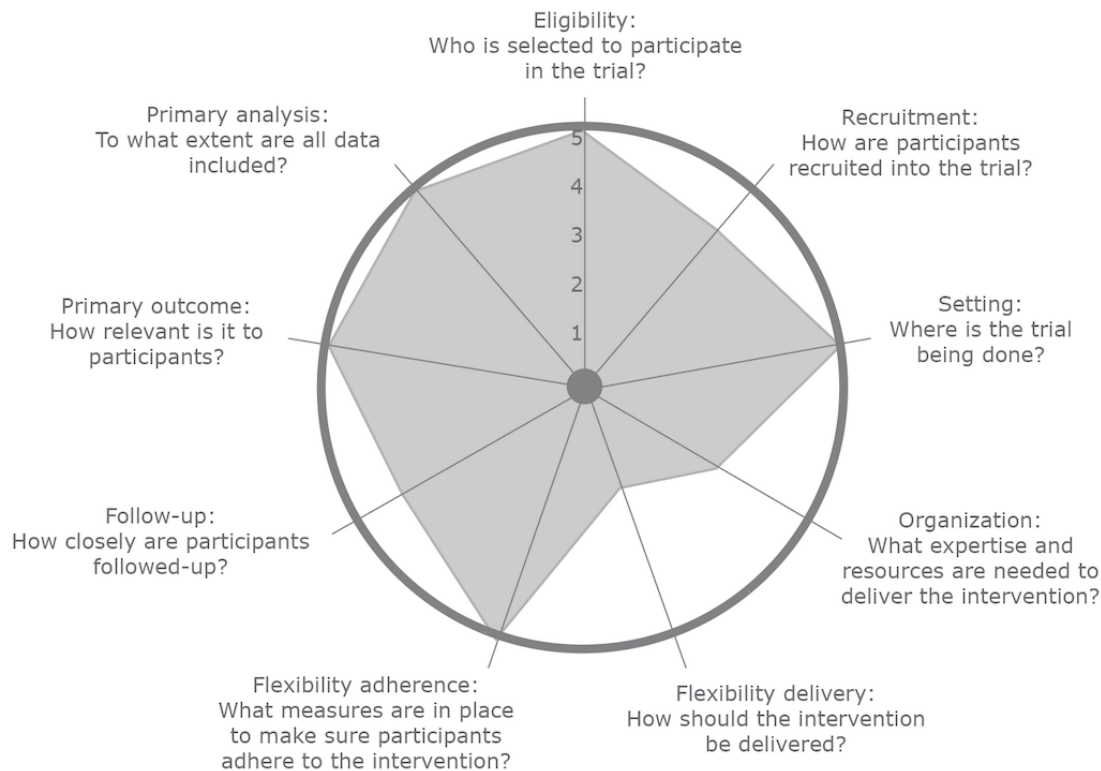 Eligibility:
Who is selected to participate
in the trial?
Primary analysis:
To what extent are all data
included?
Recruitment:
How are participants
recruited into the trial?
5
4
3
2
1
Primary outcome:
How relevant is it to
participants?
Setting:
Where is the trial
being done?
Follow-up:
How closely are participants
followed-up?
Organization:
What expertise and
resources are needed to
deliver the intervention?
Flexibility adherence:
What measures are in place
to make sure participants
adhere to the intervention?
Flexibility delivery:
How should the intervention
be delivered?